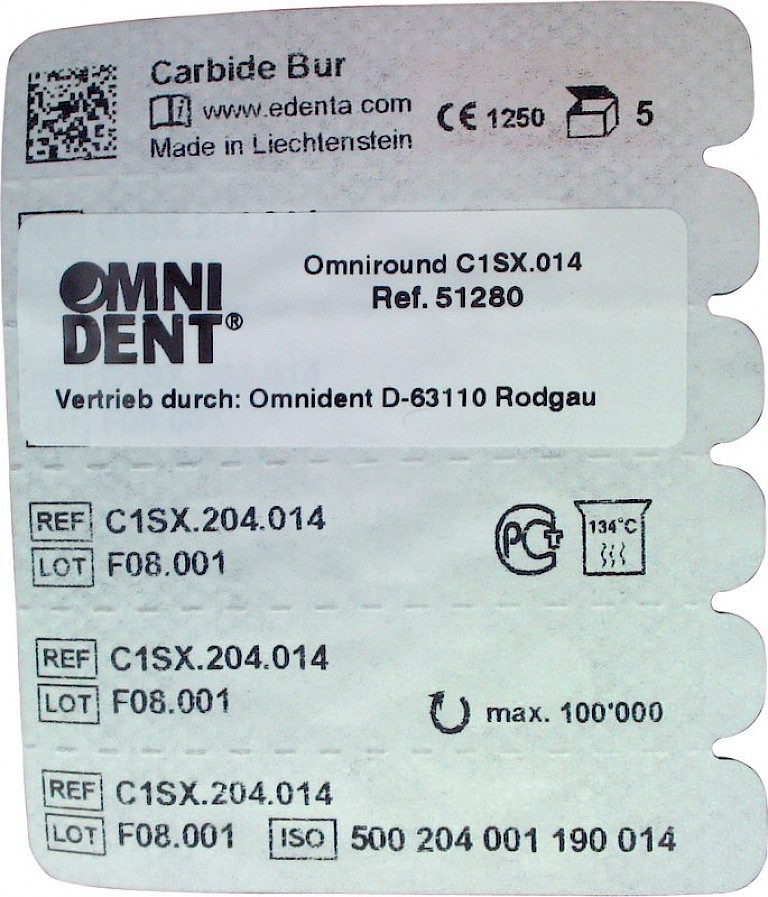 Carbide Bur
www.edenta.com
Made in Liechtenstein
CE 1250
5
OMNI
DENT®
Omniround C1SX.014
Ref. 51280
Vertrieb durch: Omnident D-63110 Rodgau
REF C1SX.204.014
LOT F08.001
PCT
134°C
REF C1SX.204.014
LOT F08.001
max. 100'000
REF C1SX.204.014
LOT F08.001 ISO 500 204 001 190 014